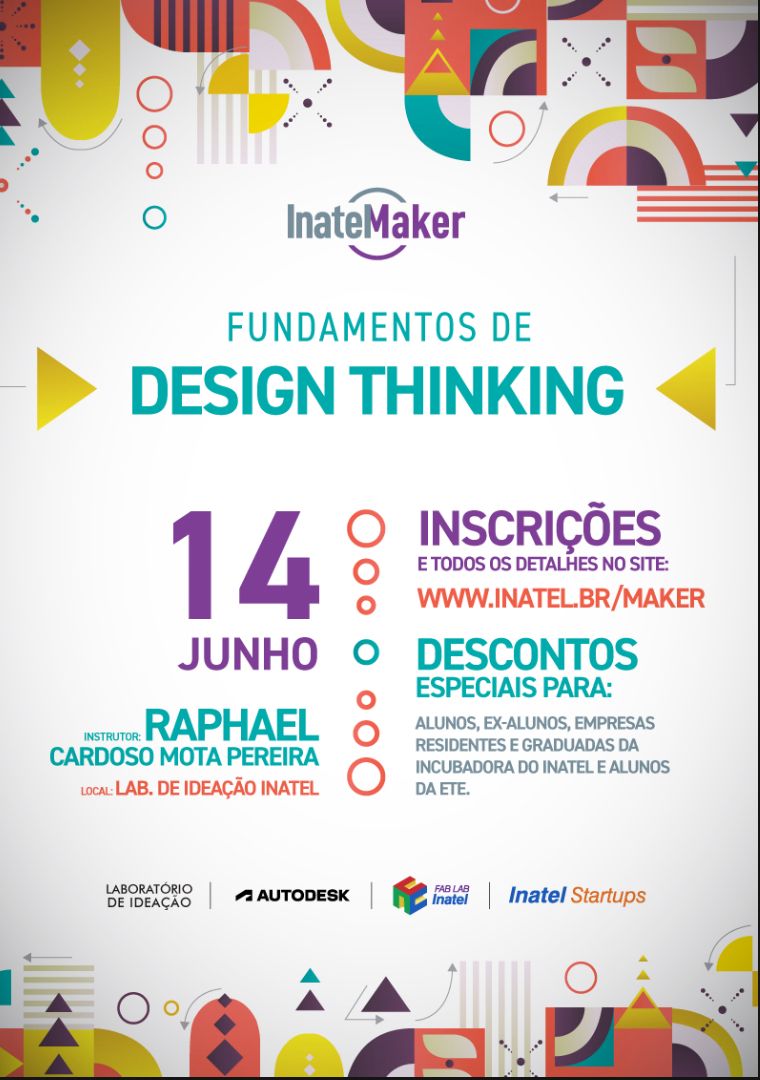 InatelMaker
FUNDAMENTOS DE
DESIGN THINKING
14
JUNHO
INSTRUTOR: RAPHAEL
CARDOSO MOTA PEREIRA
LOCAL: LAB. DE IDEAÇÃO INATEL
INSCRIÇÕES
E TODOS OS DETALHES NO SITE:
WWW.INATEL.BR/MAKER
DESCONTOS
ESPECIAIS PARA:
ALUNOS, EX-ALUNOS, EMPRESAS
RESIDENTES E GRADUADAS DA
INCUBADORA DO INATEL E ALUNOS
DA ETE.
LABORATÓRIO
DE IDEAÇÃO
AUTODESK
FAB LAB
Inatel
Inatel Startups